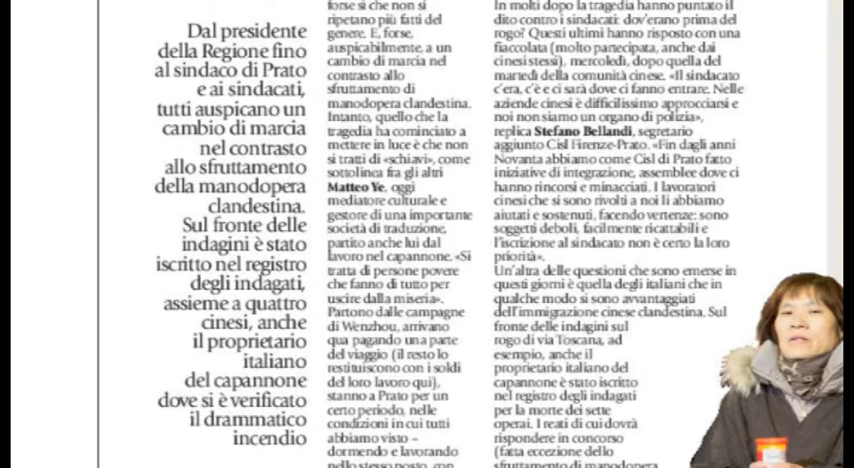 Dal presidente
della Regione fino
al sindaco di Prato
e ai sindacati,
tutti auspicano un
cambio di marcia
nel contrasto
allo sfruttamento
della manodopera
clandestina.
Sul fronte delle
indagini è stato
iscritto nel registro
degli indagati,
assieme a quattro
cinesi, anche
il proprietario
italiano
del capannone
dove si è verificato
il drammatico
incendio
forse sì che non si
ripetano più fatti del
genere. E, forse,
auspicabilmente, a un
cambio di marcia nel
contrasto allo
sfruttamento di
manodopera clandestina.
Intanto, quello che la
tragedia ha cominciato a
mettere in luce è che non
si tratti di «schiavi», come
sottolinea fra gli altri
Matteo Ye, oggi
mediatore culturale e
gestore di una importante
società di traduzione,
partito anche lui dal
lavoro nel capannone. «Si
tratta di persone povere
che fanno di tutto per
uscire dalla miseria».
Partono dalle campagne
di Wenzhou, arrivano
qua pagando una parte
del viaggio (il resto lo
restituiscono con i soldi
del loro lavoro qui),
stanno a Prato per un
certo periodo, nelle
condizioni in cui tutti
abbiamo visto –
dormendo e lavorando
nello stesso posto, con
In molti dopo la tragedia hanno puntato il
dito contro i sindacati: dov'erano prima del
rogo? Questi ultimi hanno risposto con una
fiaccolata (molto partecipata, anche dai
cinesi stessi), mercoledì, dopo quella del
martedì della comunità cinese. «Il sindacato
c'era, c'è e ci sarà dove ci fanno entrare. Nelle
aziende cinesi è difficilissimo approcciarsi e
noi non siamo un organo di polizia»,
replica Stefano Bellandi, segretario
aggiunto Cisl Firenze-Prato. «Fin dagli anni
Novanta abbiamo come Cisl di Prato fatto
iniziative di integrazione, assemblee dove ci
hanno rincorsi e minacciati. I lavoratori
cinesi che si sono rivolti a noi li abbiamo
aiutati e sostenuti, facendo vertenze: sono
soggetti deboli, facilmente ricattabili e
l'iscrizione al sindacato non è certo la loro
priorità».
Un'altra delle questioni che sono emerse in
questi giorni è quella degli italiani che in
qualche modo si sono avvantaggiati
dell'immigrazione cinese clandestina. Sul
fronte delle indagini sul
rogo di via Toscana, ad
esempio, anche il
proprietario italiano del
capannone è stato iscritto
nel registro degli indagati
per la morte dei sette
operai. I reati di cui dovrà
rispondere in concorso
(fatta eccezione dello
sfruttamento di manodopera